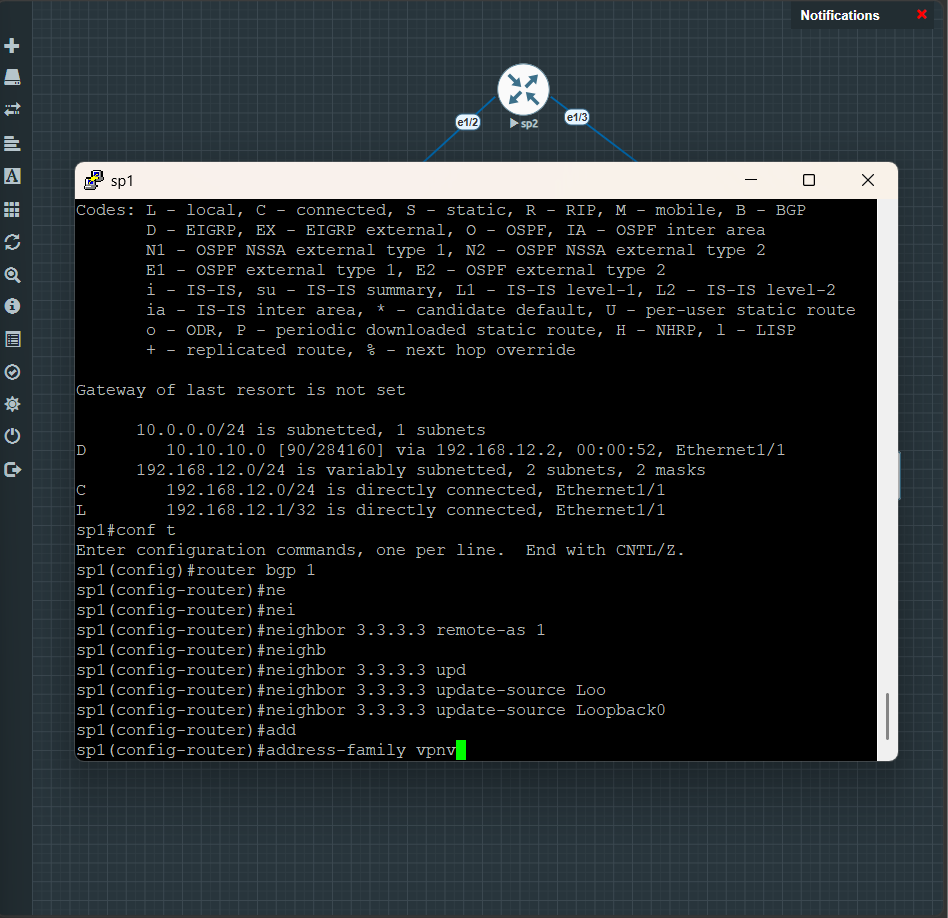 Notifications
e1/2
sp2
e1/3
sp1
Codes: L - local, C - connected, S - static, R - RIP, M - mobile, B - BGP
       D - EIGRP, EX - EIGRP external, O - OSPF, IA - OSPF inter area
       N1 - OSPF NSSA external type 1, N2 - OSPF NSSA external type 2
       E1 - OSPF external type 1, E2 - OSPF external type 2
       i - IS-IS, su - IS-IS summary, L1 - IS-IS level-1, L2 - IS-IS level-2
       ia - IS-IS inter area, * - candidate default, U - per-user static route
       o - ODR, P - periodic downloaded static route, H - NHRP, l - LISP
       + - replicated route, % - next hop override
Gateway of last resort is not set
      10.0.0.0/24 is subnetted, 1 subnets
D        10.10.10.0 [90/284160] via 192.168.12.2, 00:00:52, Ethernet1/1
      192.168.12.0/24 is variably subnetted, 2 subnets, 2 masks
C        192.168.12.0/24 is directly connected, Ethernet1/1
L        192.168.12.1/32 is directly connected, Ethernet1/1
sp1#conf t
Enter configuration commands, one per line.  End with CNTL/Z.
sp1(config)#router bgp 1
sp1(config-router)#ne
sp1(config-router)#nei
sp1(config-router)#neighbor 3.3.3.3 remote-as 1
sp1(config-router)#neighb
sp1(config-router)#neighbor 3.3.3.3 upd
sp1(config-router)#neighbor 3.3.3.3 update-source Loo
sp1(config-router)#neighbor 3.3.3.3 update-source Loopback0
sp1(config-router)#add
sp1(config-router)#address-family vpnv